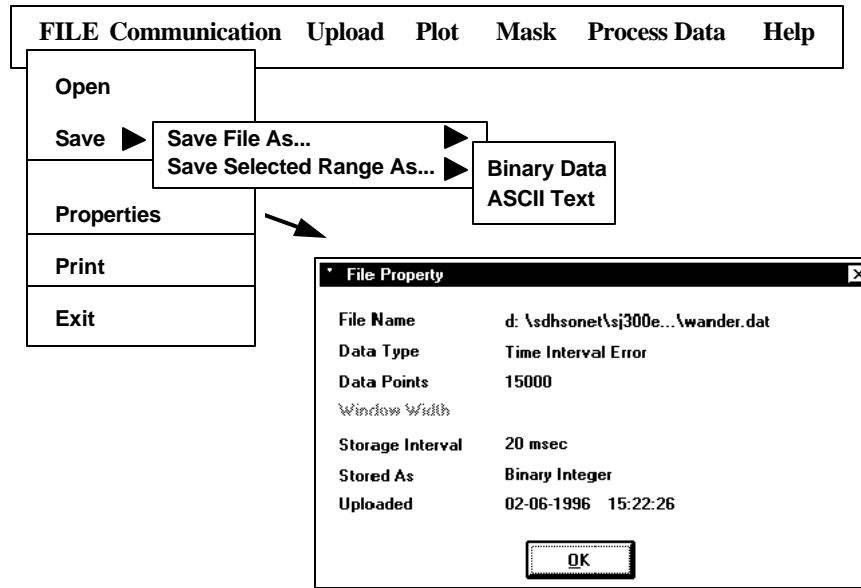 FILE Communication Upload Plot Mask Process Data Help
Open
Save
Save File As...
Save Selected Range As...
Binary Data
ASCII Text
Properties
Print
Exit
File Property
File Name d: \sdhsonet\sj300e...\wander.dat
Data Type Time Interval Error
Data Points 15000
Window Width
Storage Interval 20 msec
Stored As Binary Integer
Uploaded 02-06-1996 15:22:26
OK